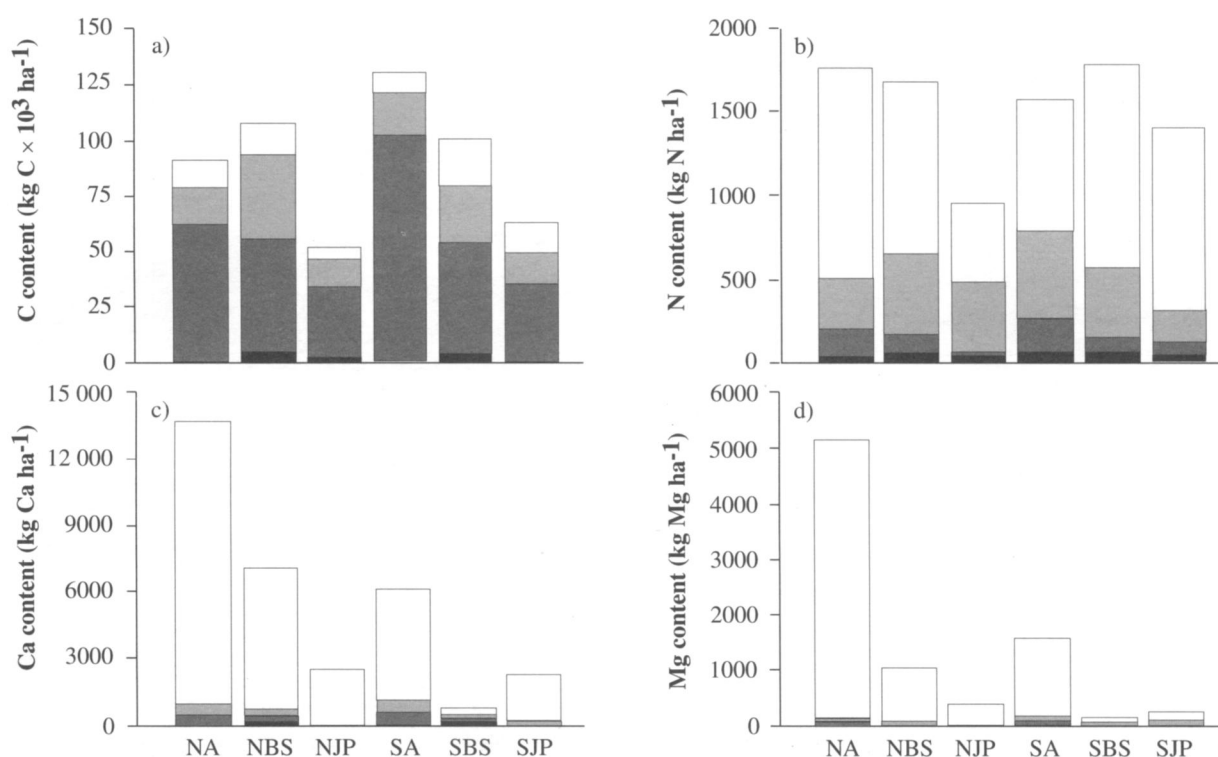 a)
C content (kg C × 10³ ha⁻¹)
150
125
100
75
50
25
0
b)
N content (kg N ha⁻¹)
2000
1500
1000
500
0
c)
Ca content (kg Ca ha⁻¹)
15 000
12 000
9000
6000
3000
0
NA NBS NJP SA SBS SJP
d)
Mg content (kg Mg ha⁻¹)
6000
5000
4000
3000
2000
1000
0
NA NBS NJP SA SBS SJP